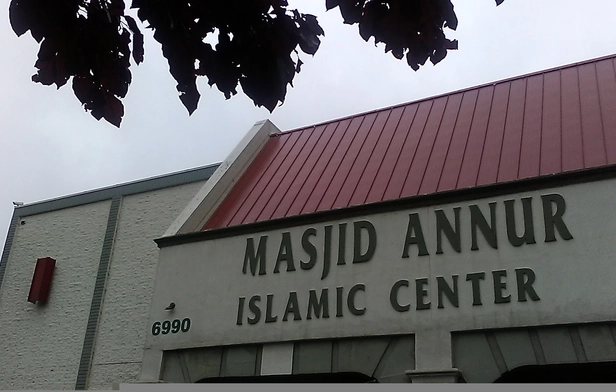 MASJID ANNUR
ISLAMIC CENTER
6990